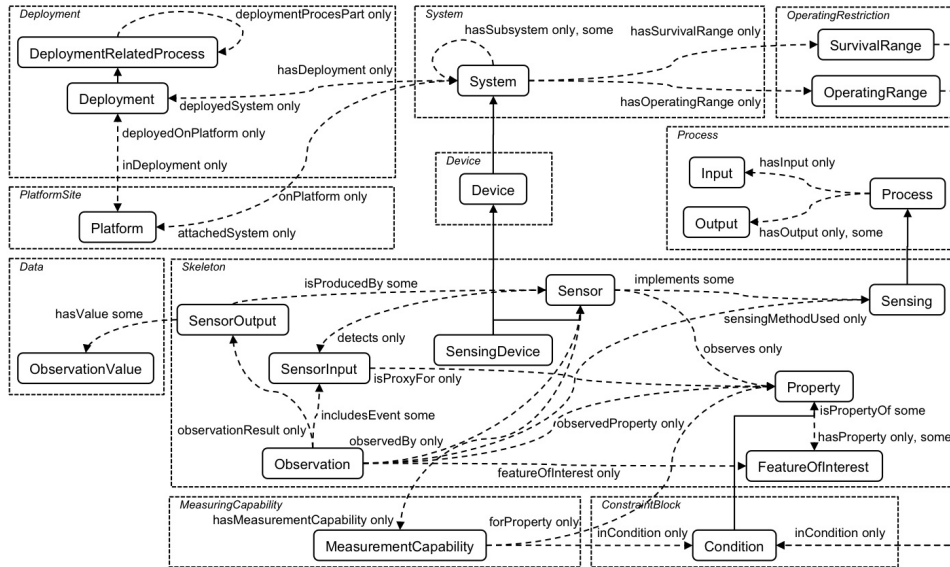 Deployment
deploymentProcesPart only
DeploymentRelatedProcess
Deployment
hasDeployment only
deployedSystem only
deployedOnPlatform only
inDeployment only
System
hasSubsystem only, some
System
hasSurvivalRange only
hasOperatingRange only
OperatingRestriction
SurvivalRange
OperatingRange
Process
hasInput only
Input
Process
Output
hasOutput only, some
Device
Device
PlatformSite
onPlatform only
Platform
attachedSystem only
Data
hasValue some
ObservationValue
Skeleton
isProducedBy some
Sensor
implements some
Sensing
SensorOutput
sensingMethodUsed only
detects only
SensingDevice
observes only
SensorInput
isProxyFor only
Property
isPropertyOf some
includesEvent some
observationResult only
observedBy only
observedProperty only
hasProperty only, some
Observation
featureOfInterest only
FeatureOfInterest
MeasuringCapability
hasMeasurementCapability only
forProperty only
MeasurementCapability
ConstraintBlock
inCondition only
Condition
inCondition only